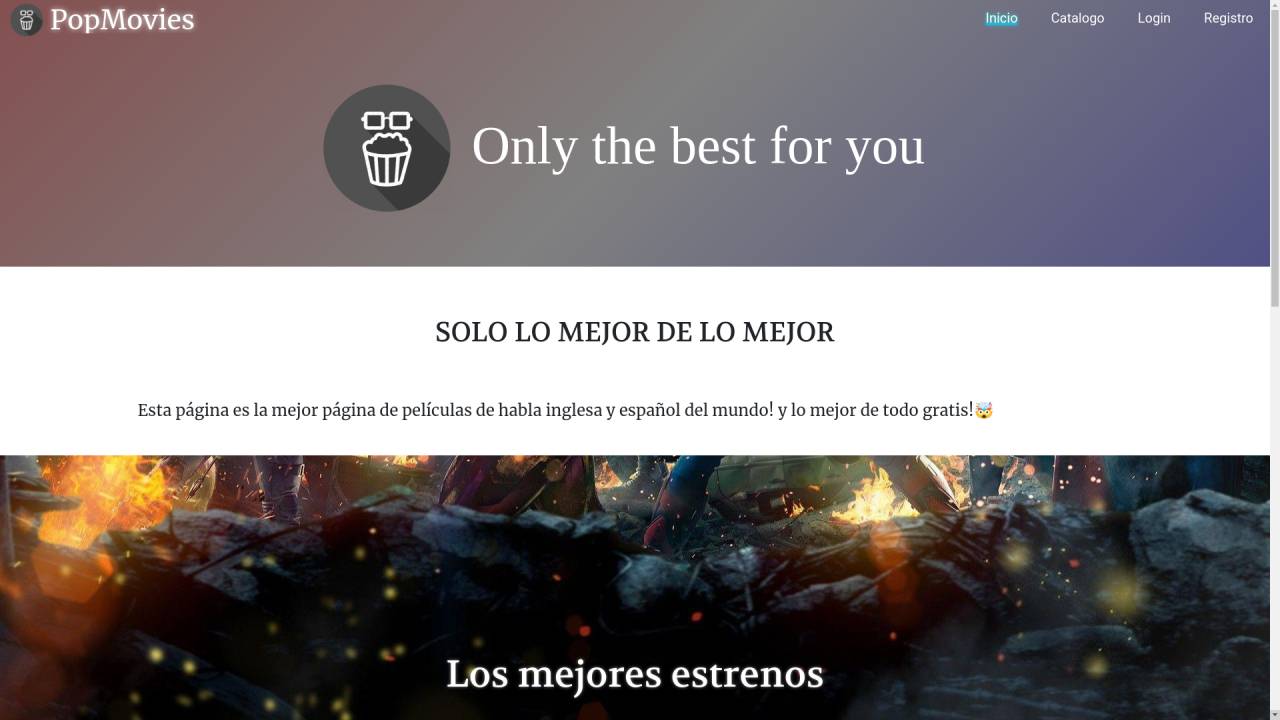 PopMovies
Inicio
Catalogo
Login
Registro
Only the best for you
SOLO LO MEJOR DE LO MEJOR
Esta página es la mejor página de películas de habla inglesa y español del mundo! y lo mejor de todo gratis!🤯
Los mejores estrenos